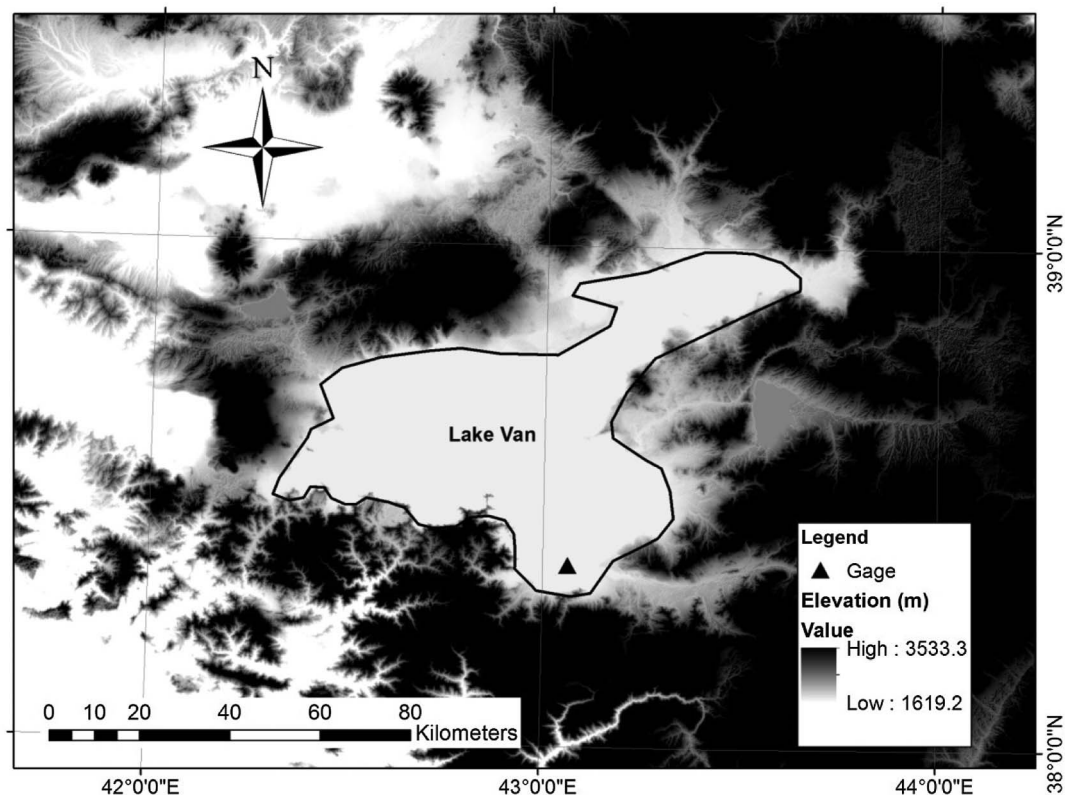 N
39°0'0"N
Lake Van
Legend
Gage
Elevation (m)
Value
High : 3533.3
Low : 1619.2
0 10 20 40 60 80
Kilometers
38°0'0"N
42°0'0"E 43°0'0"E 44°0'0"E